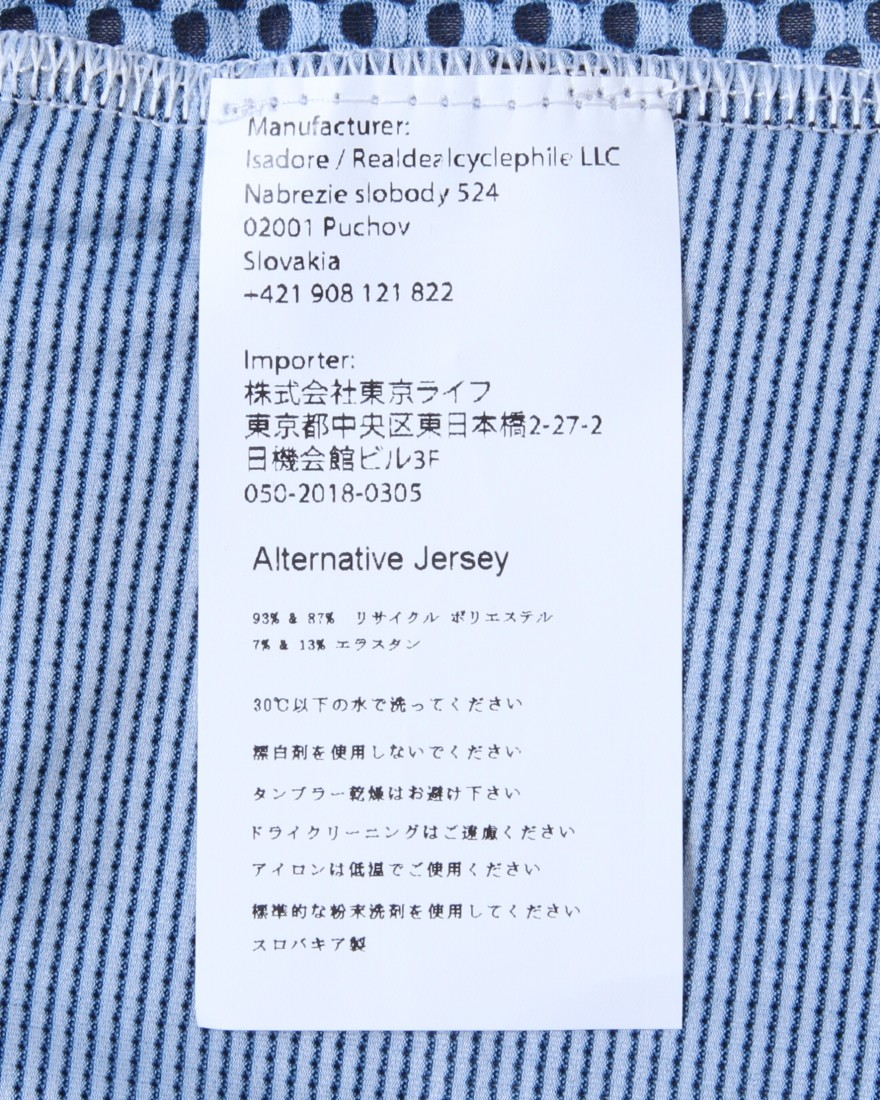 Manufacturer:
Isadore / Realdealcyclephile LLC
Nabrezie slobody 524
02001 Puchov
Slovakia
+421 908 121 822
Importer:
株式会社東京ライフ
東京都中央区東日本橋2-27-2
日機会館ビル3F
050-2018-0305
Alternative Jersey
93% & 87% リサイクル ポリエステル
7% & 13% エラスタン
30℃以下の水で洗ってください
漂白剤を使用しないでください
タンブラー乾燥はお避け下さい
ドライクリーニングはご遠慮ください
アイロンは低温でご使用ください
標準的な粉末洗剤を使用してください
スロバキア製